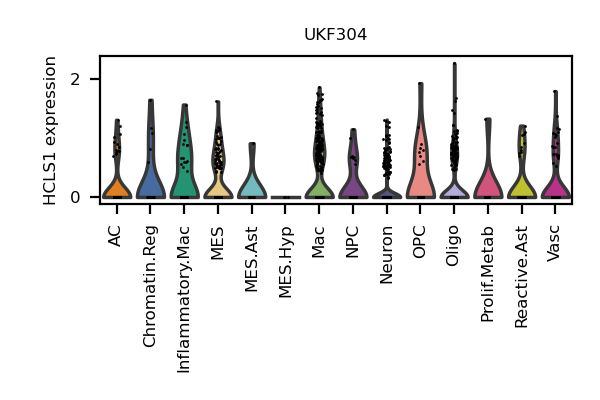 UKF304
HCLS1 expression
2
0
AC
Chromatin.Reg
Inflammatory.Mac
MES
MES.Ast
MES.Hyp
Mac
NPC
Neuron
OPC
Oligo
Prolif.Metab
Reactive.Ast
Vasc